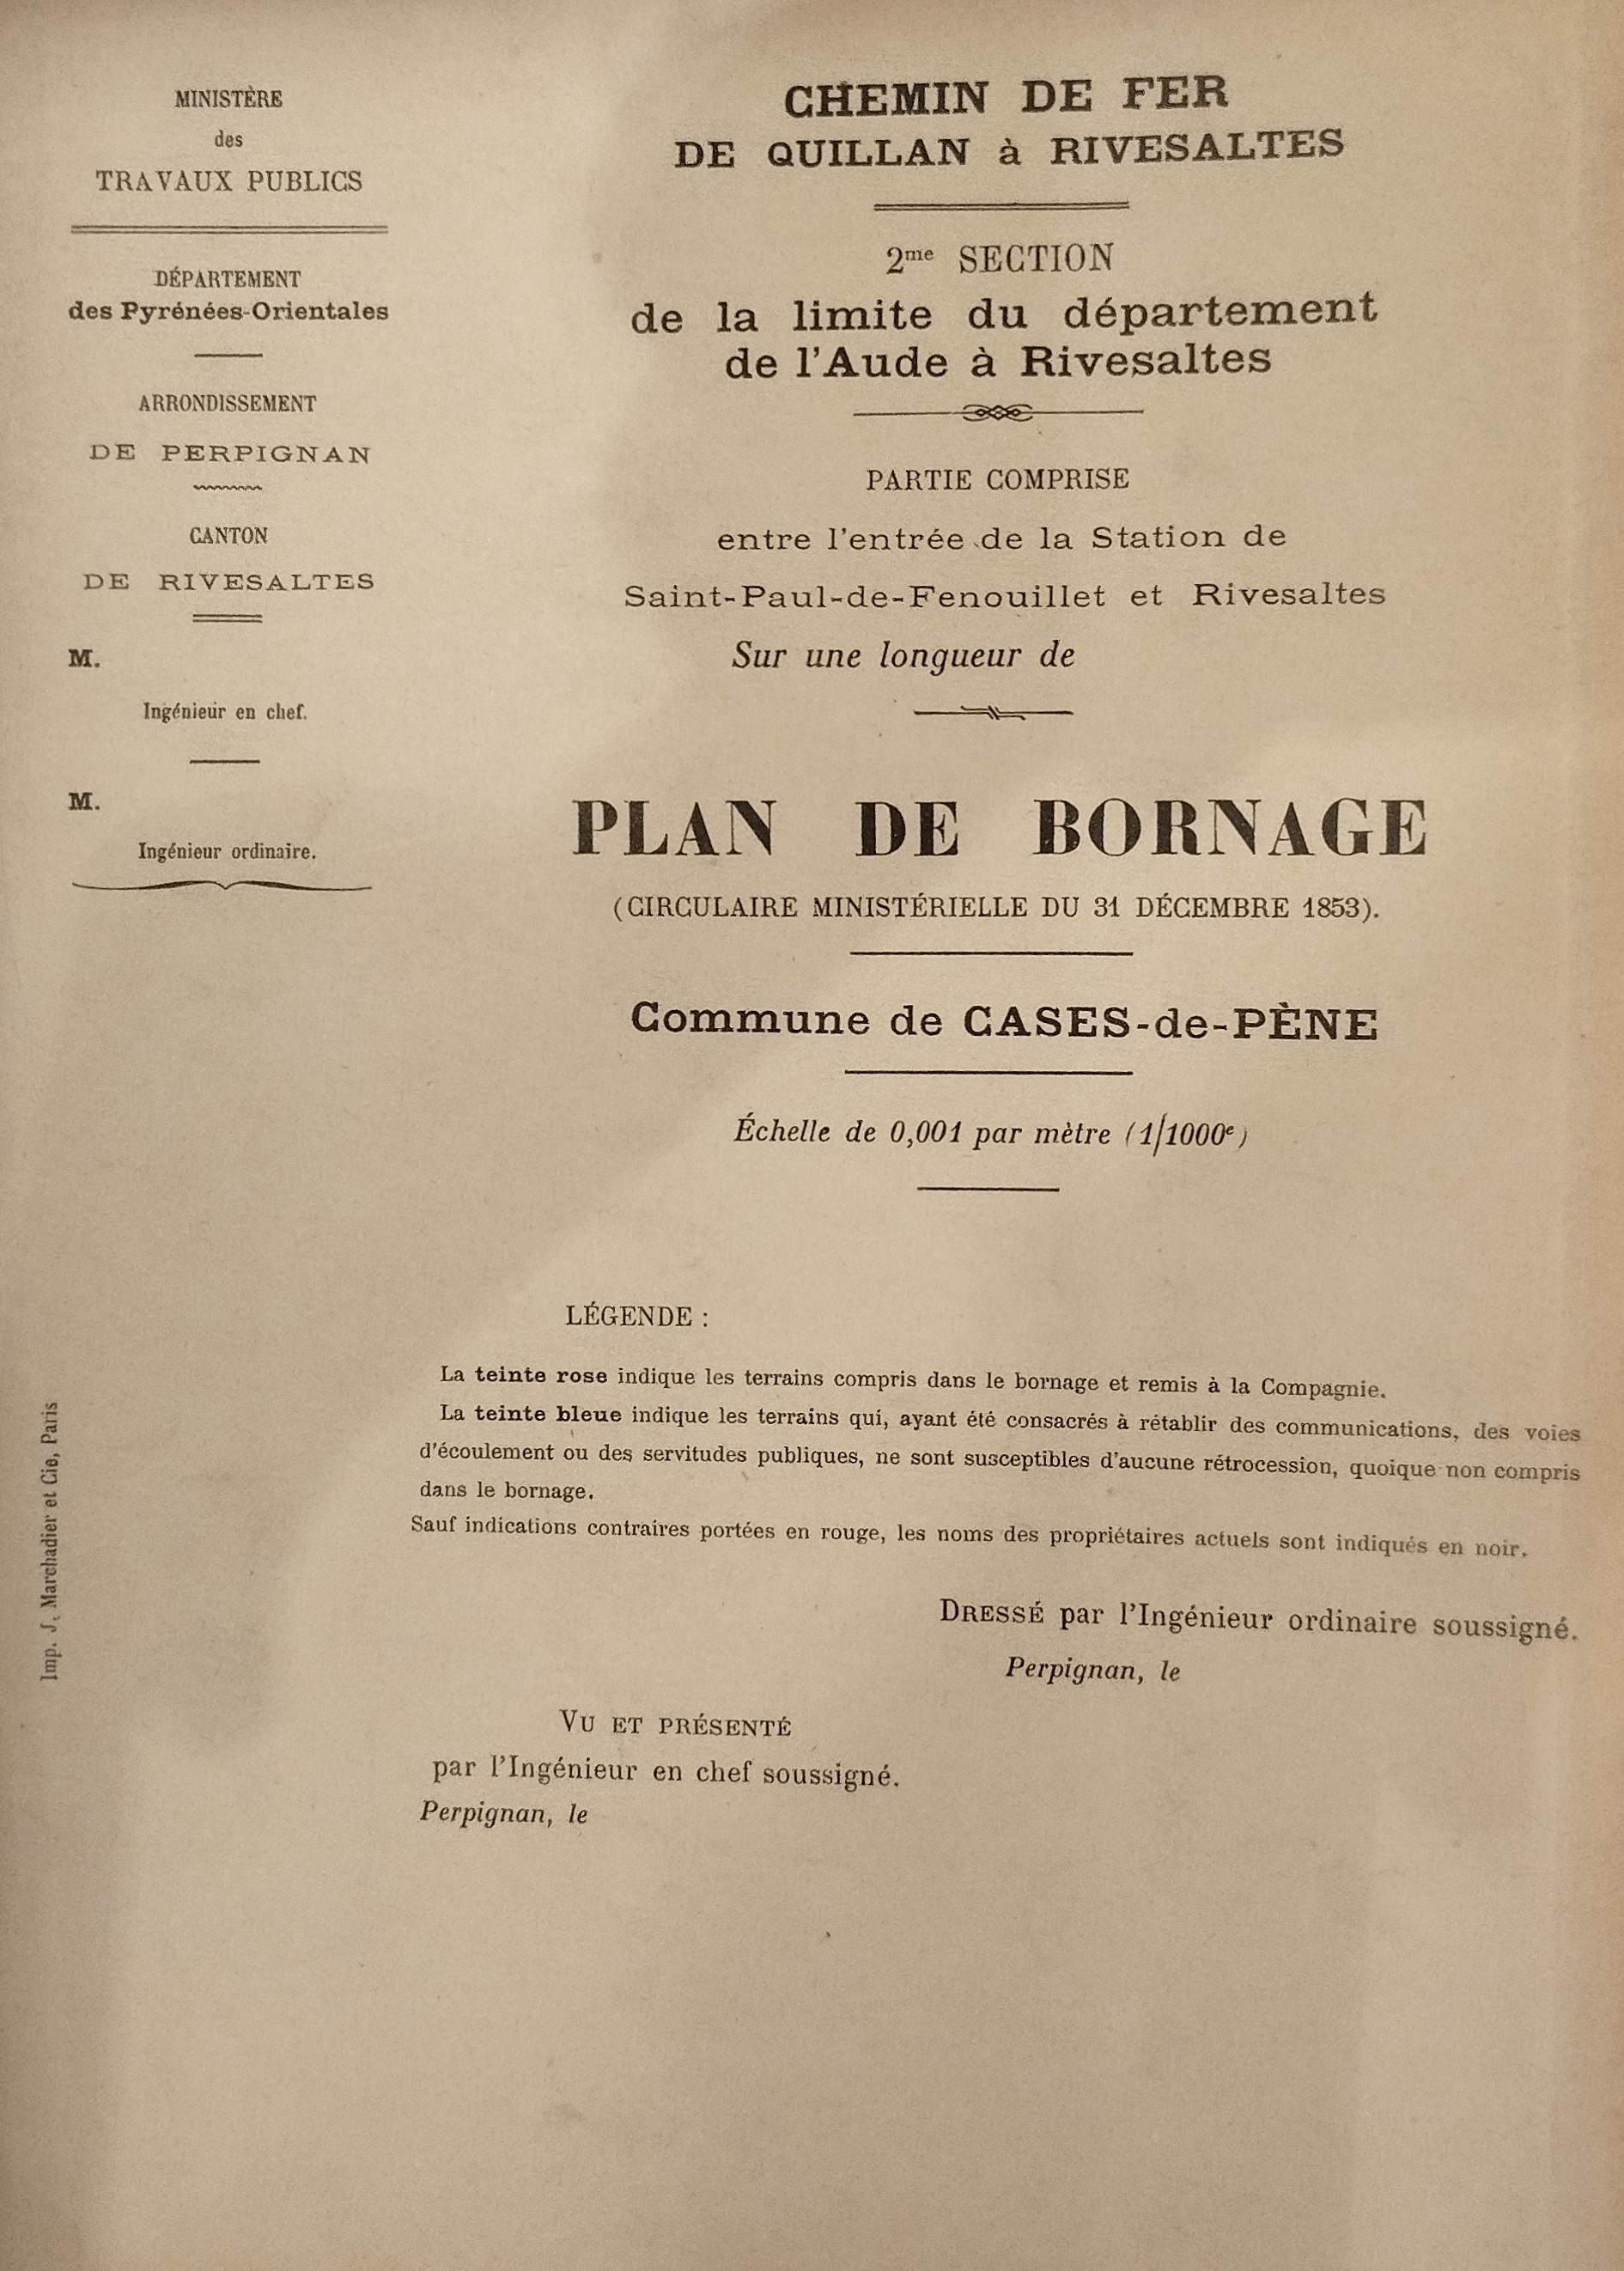 MINISTÈRE
des
TRAVAUX PUBLICS
DÉPARTEMENT
des Pyrénées-Orientales
ARRONDISSEMENT
DE PERPIGNAN
CANTON
DE RIVESALTES
M.
Ingénieur en chef.
M.
Ingénieur ordinaire.
CHEMIN DE FER
DE QUILLAN à RIVESALTES
2me SECTION
de la limite du département
de l'Aude à Rivesaltes
PARTIE COMPRISE
entre l'entrée de la Station de
Saint-Paul-de-Fenouillet et Rivesaltes
Sur une longueur de
PLAN DE BORNAGE
(CIRCULAIRE MINISTÉRIELLE DU 31 DÉCEMBRE 1853).
Commune de CASES-de-PÈNE
Échelle de 0,001 par mètre (1/1000e)
LÉGENDE :
La teinte rose indique les terrains compris dans le bornage et remis à la Compagnie.
La teinte bleue indique les terrains qui, ayant été consacrés à rétablir des communications, des voies
d'écoulement ou des servitudes publiques, ne sont susceptibles d'aucune rétrocession, quoique non compris
dans le bornage.
Sauf indications contraires portées en rouge, les noms des propriétaires actuels sont indiqués en noir.
DRESSÉ par l'Ingénieur ordinaire soussigné.
Perpignan, le
VU ET PRÉSENTÉ
par l'Ingénieur en chef soussigné.
Perpignan, le
Imp. J. Marchadier et Cie, Paris